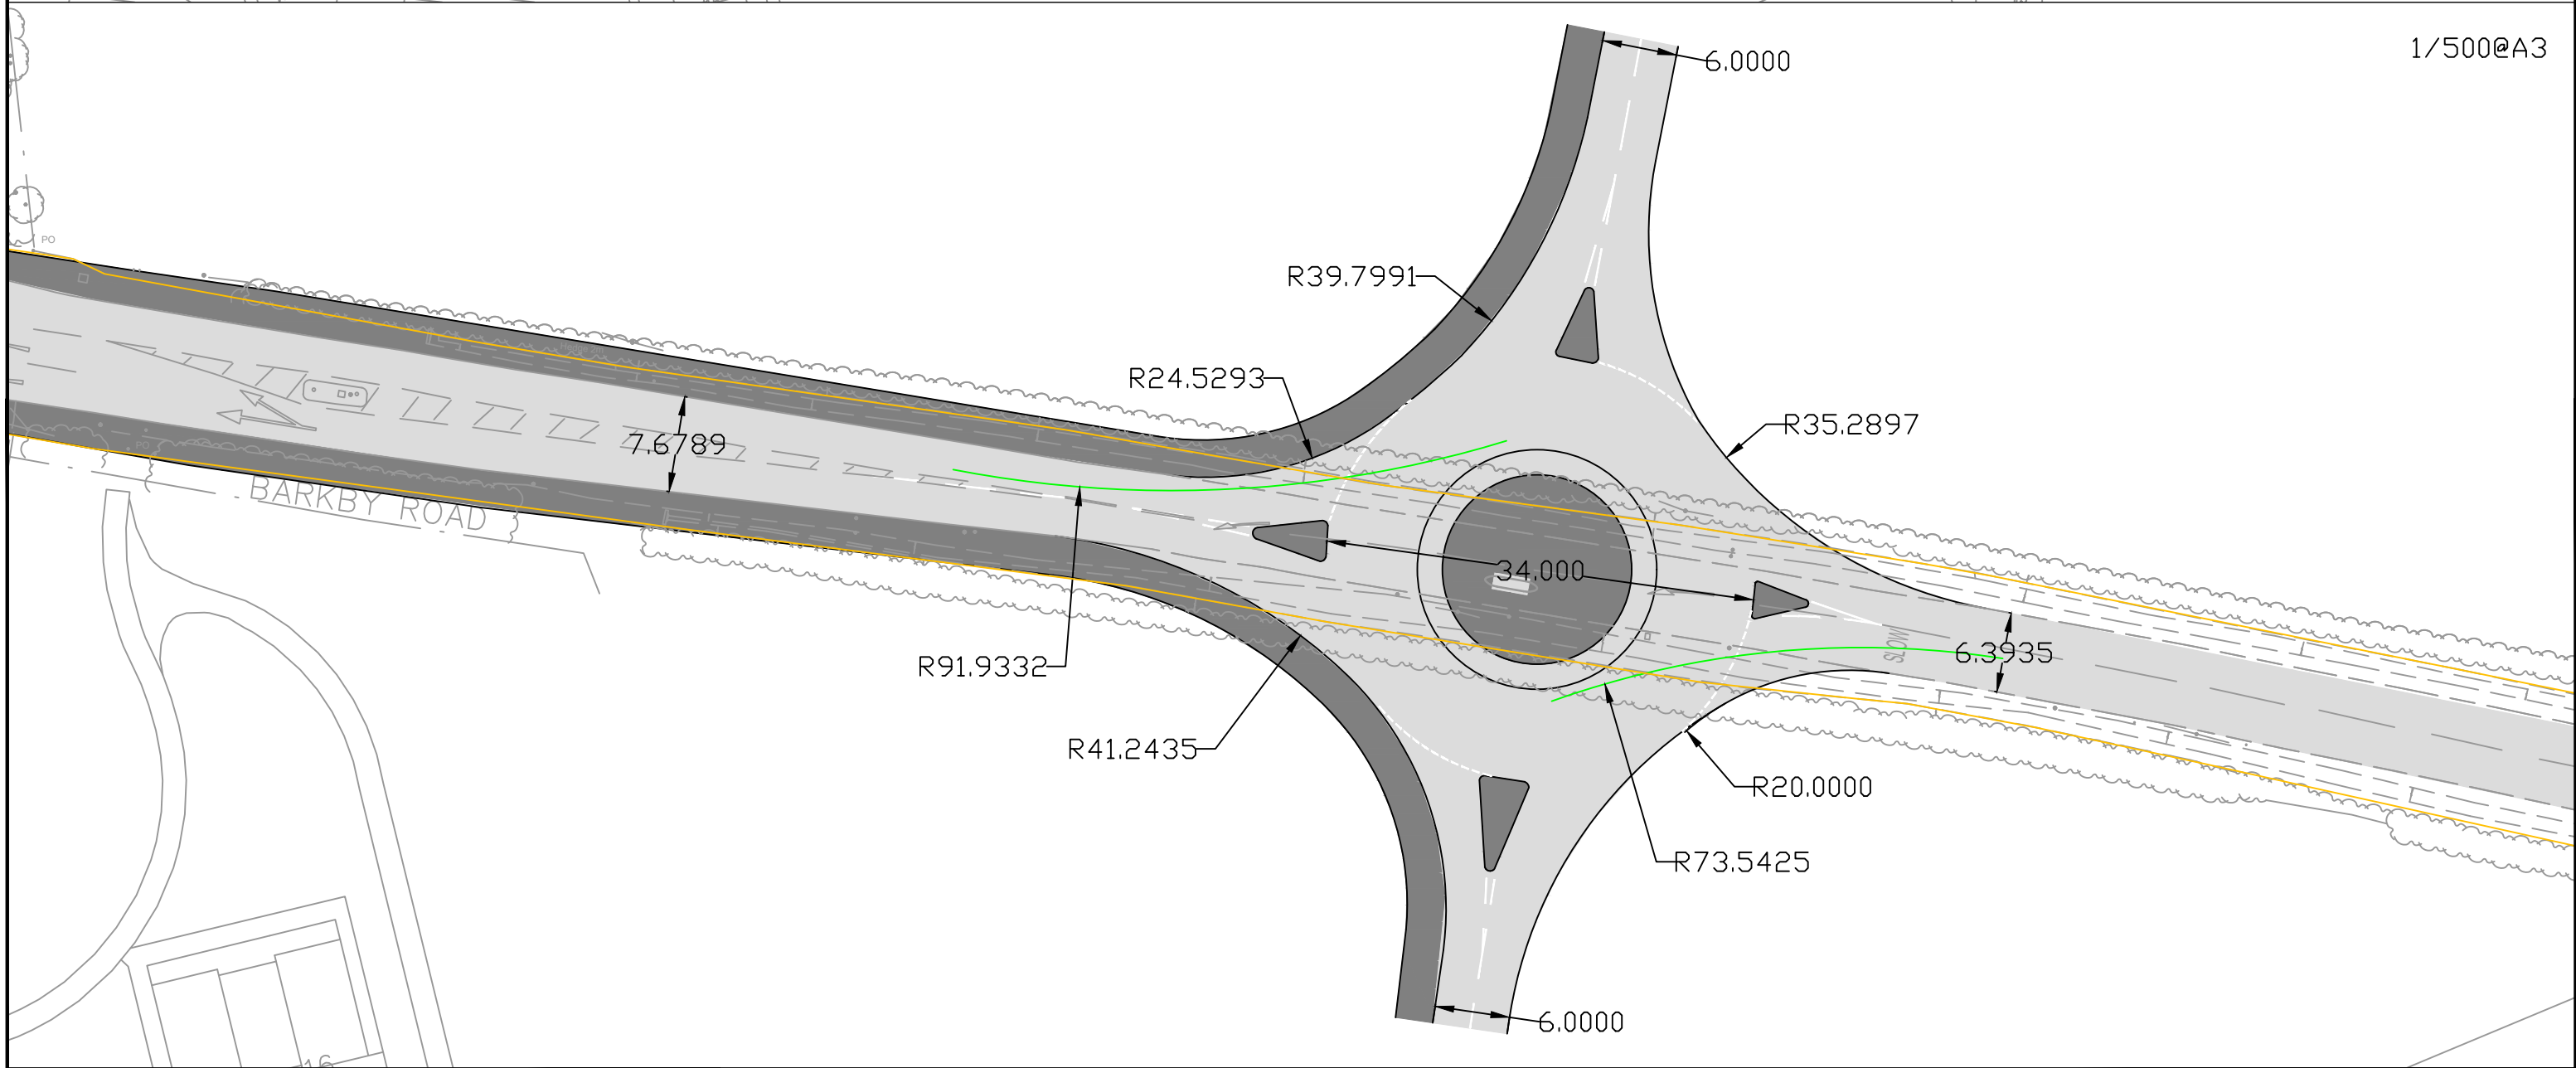 1/500@A3
6.0000
PO
R39.7991
R24.5293
R35.2897
7.6789
PO
BARKBY ROAD
34.000
SLOW
6.3935
R91.9332
R41.2435
R20.0000
R73.5425
6.0000
16